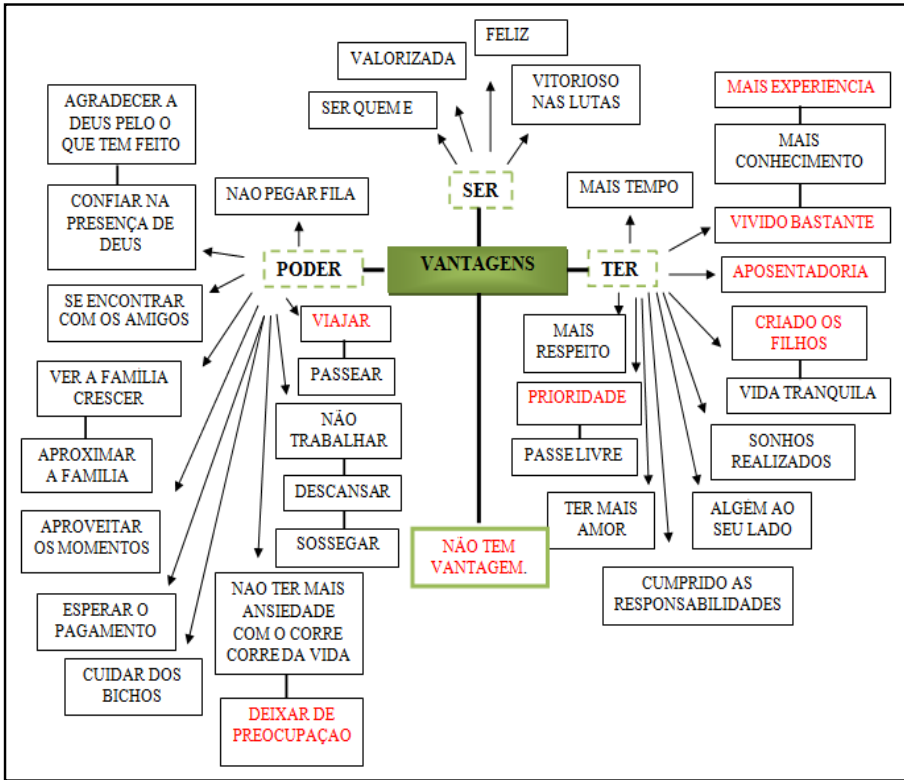 FELIZ
VALORIZADA
VITORIOSO
NAS LUTAS
SER QUEM E
SER
AGRADECER A
DEUS PELO O
QUE TEM FEITO
CONFIAR NA
PRESENÇA DE
DEUS
NAO PEGAR FILA
MAIS TEMPO
MAIS EXPERIENCIA
MAIS
CONHECIMENTO
VIVIDO BASTANTE
PODER
VANTAGENS
TER
APOSENTADORIA
SE ENCONTRAR
COM OS AMIGOS
VIAJAR
PASSEAR
MAIS
RESPEITO
CRIADO OS
FILHOS
VIDA TRANQUILA
VER A FAMÍLIA
CRESCER
APROXIMAR
A FAMILIA
NÃO
TRABALHAR
DESCANSAR
SOSSEGAR
PRIORIDADE
PASSE LIVRE
SONHOS
REALIZADOS
APROVEITAR
OS MOMENTOS
NÃO TEM
VANTAGEM.
TER MAIS
AMOR
ALGÉM AO
SEU LADO
ESPERAR O
PAGAMENTO
CUIDAR DOS
BICHOS
NAO TER MAIS
ANSIEDADE
COM O CORRE
CORRE DA VIDA
DEIXAR DE
PREOCUPAÇAO
CUMPRIDO AS
RESPONSABILIDADES